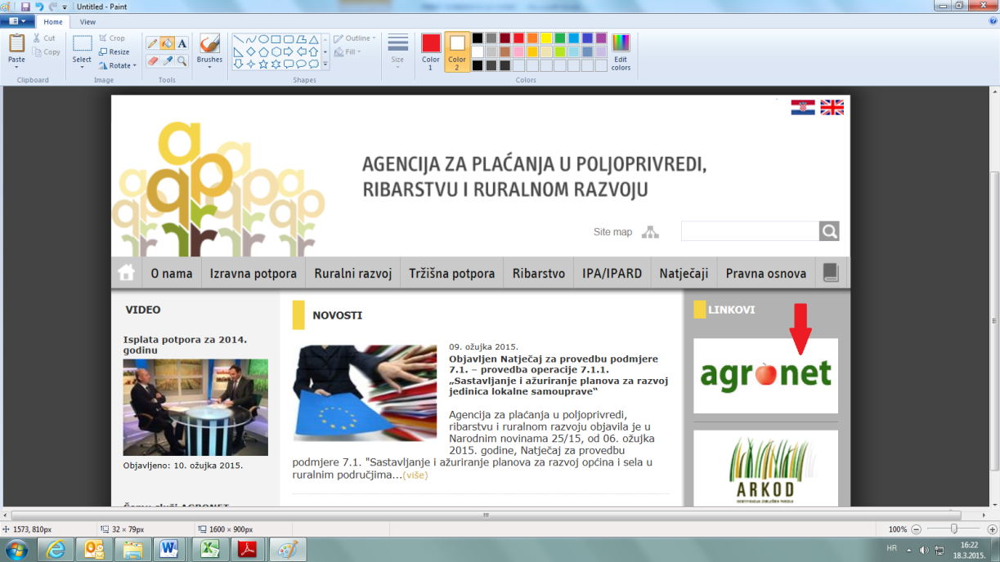 Untitled - Paint
Home
View
Paste
Cut
Copy
Clipboard
Select
Crop
Resize
Rotate
Image
A
Tools
Brushes
Outline
Fill
Shapes
Size
Color
1
Color
2
Edit
colors
Colors
AGENCIJA ZA PLAĆANJA U POLJOPRIVREDI,
RIBARSTVU I RURALNOM RAZVOJU
Site map
O nama
Izravna potpora
Ruralni razvoj
Tržišna potpora
Ribarstvo
IPA/IPARD
Natječaji
Pravna osnova
VIDEO
Isplata potpora za 2014.
godinu
Objavljeno: 10. ožujka 2015.
Čemu služi AGRONET
NOVOSTI
09. ožujka 2015.
Objavljen Natječaj za provedbu podmjere
7.1. – provedba operacije 7.1.1.
„Sastavljanje i ažuriranje planova za razvoj
jedinica lokalne samouprave“
Agencija za plaćanja u poljoprivredi,
ribarstvu i ruralnom razvoju objavila je u
Narodnim novinama 25/15, od 06. ožujka
2015. godine, Natječaj za provedbu
podmjere 7.1. "Sastavljanje i ažuriranje planova za razvoj općina i sela u
ruralnim područjima...(više)
LINKOVI
agronet
ARKOD
1573, 810px
32 × 79px
1600 × 900px
100%
HR
16:22
18.3.2015.